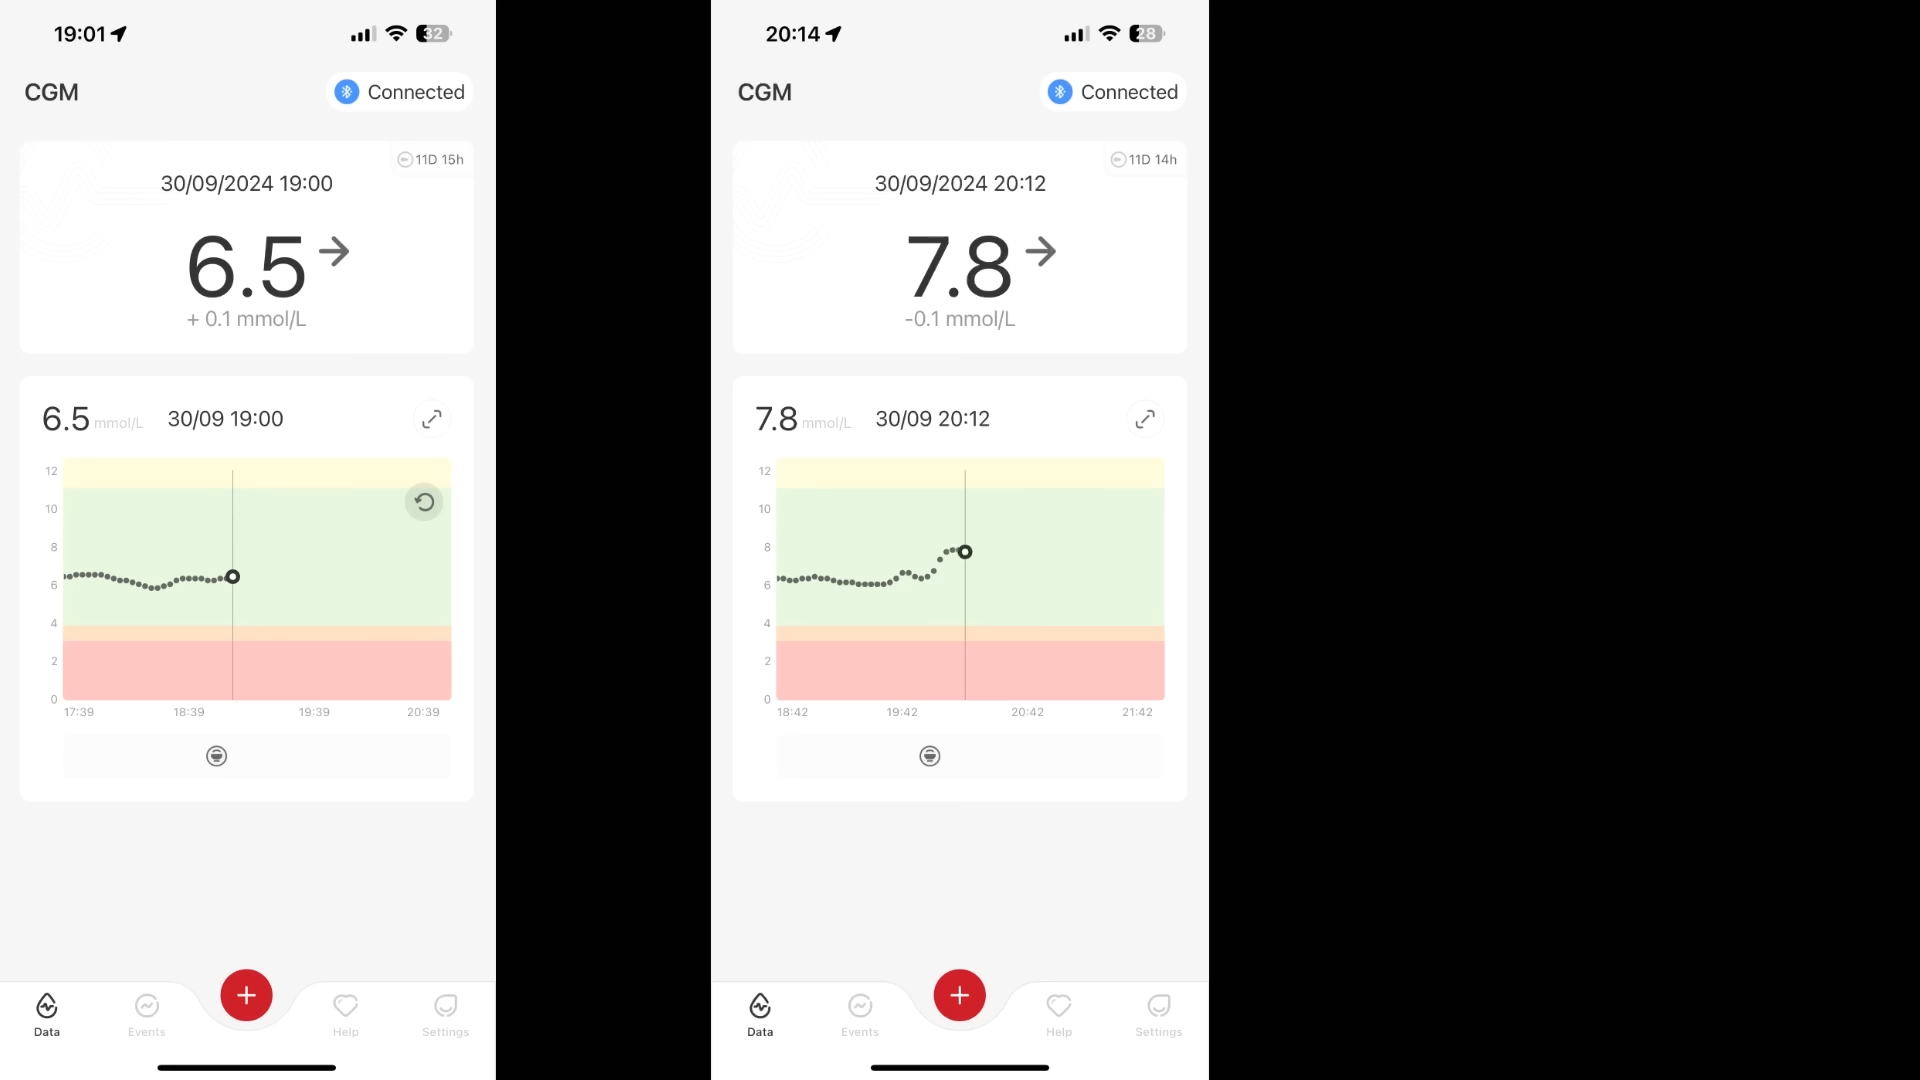 19:01
32
CGM
Connected
11D 15h
30/09/2024 19:00
6.5
+ 0.1 mmol/L
6.5 mmol/L 30/09 19:00
12
10
8
6
4
2
0
17:39 18:39 19:39 20:39
Data Events Help Settings
20:14
28
CGM
Connected
11D 14h
30/09/2024 20:12
7.8
-0.1 mmol/L
7.8 mmol/L 30/09 20:12
12
10
8
6
4
2
0
18:42 19:42 20:42 21:42
Data Events Help Settings